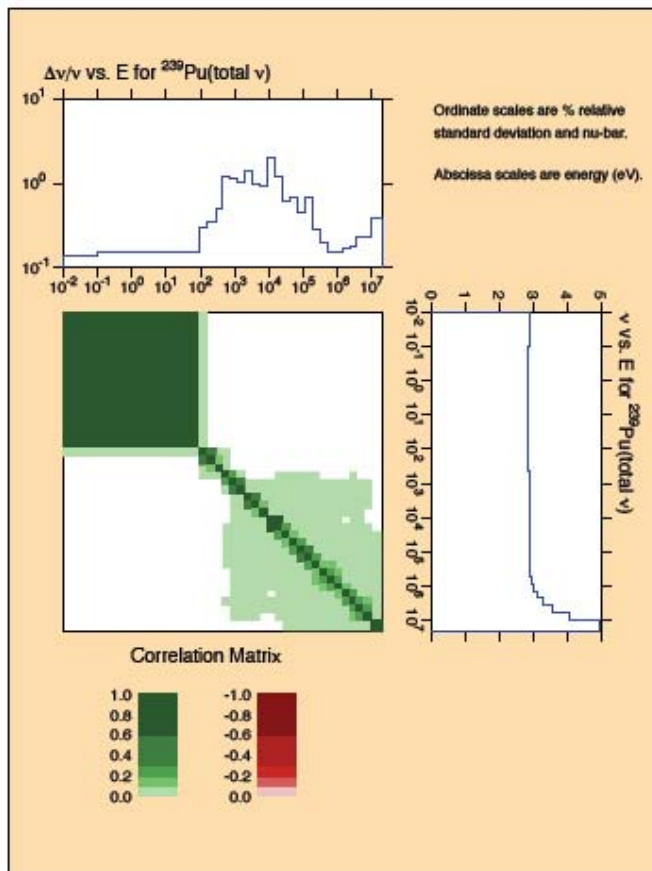 Δν/ν vs. E for ²³⁹Pu(total ν)
10¹
10⁰
10⁻¹
10⁻² 10⁻¹ 10⁰ 10¹ 10² 10³ 10⁴ 10⁵ 10⁶ 10⁷
Ordinate scales are % relative
standard deviation and nu-bar.
Abscissa scales are energy (eV).
0 1 2 3 4 5
10⁻² 10⁻¹ 10⁰ 10¹ 10² 10³ 10⁴ 10⁵ 10⁶ 10⁷
ν vs. E for ²³⁹Pu(total ν)
Correlation Matrix
1.0 -1.0
0.8 -0.8
0.6 -0.6
0.4 -0.4
0.2 -0.2
0.0 0.0